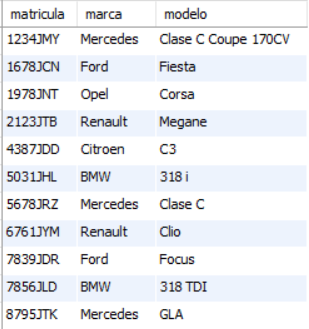 matricula marca modelo
1234JMY Mercedes Clase C Coupe 170CV
1678JCN Ford Fiesta
1978JNT Opel Corsa
2123JTB Renault Megane
4387JDD Citroen C3
5031JHL BMW 318 i
5678JRZ Mercedes Clase C
6761JYM Renault Clio
7839JDR Ford Focus
7856JLD BMW 318 TDI
8795JTK Mercedes GLA